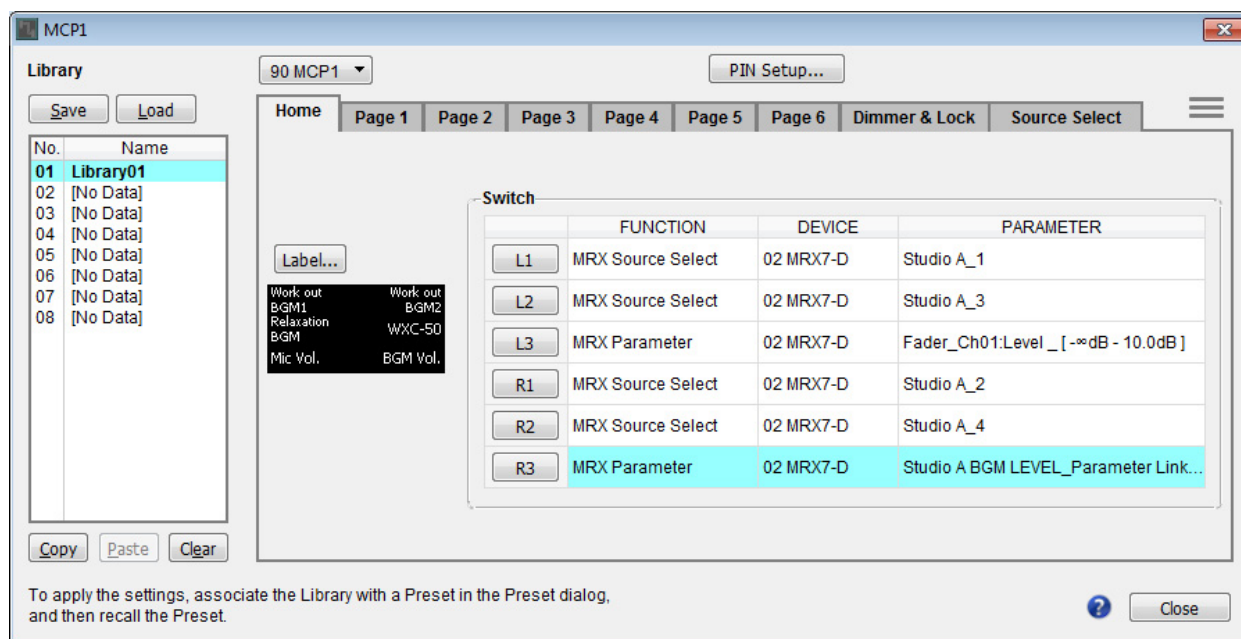 MCP1
Library
90 MCP1
PIN Setup...
Save Load
Home Page 1 Page 2 Page 3 Page 4 Page 5 Page 6 Dimmer & Lock Source Select
No. Name
01 Library01
02 [No Data]
03 [No Data]
04 [No Data]
05 [No Data]
06 [No Data]
07 [No Data]
08 [No Data]
Label...
Work out Work out
BGM1 BGM2
Relaxation
BGM WXC-50
Mic Vol. BGM Vol.
Switch
FUNCTION DEVICE PARAMETER
L1 MRX Source Select 02 MRX7-D Studio A_1
L2 MRX Source Select 02 MRX7-D Studio A_3
L3 MRX Parameter 02 MRX7-D Fader_Ch01:Level _ [ -∞dB - 10.0dB ]
R1 MRX Source Select 02 MRX7-D Studio A_2
R2 MRX Source Select 02 MRX7-D Studio A_4
R3 MRX Parameter 02 MRX7-D Studio A BGM LEVEL_Parameter Link...
Copy Paste Clear
To apply the settings, associate the Library with a Preset in the Preset dialog,
and then recall the Preset.
? Close